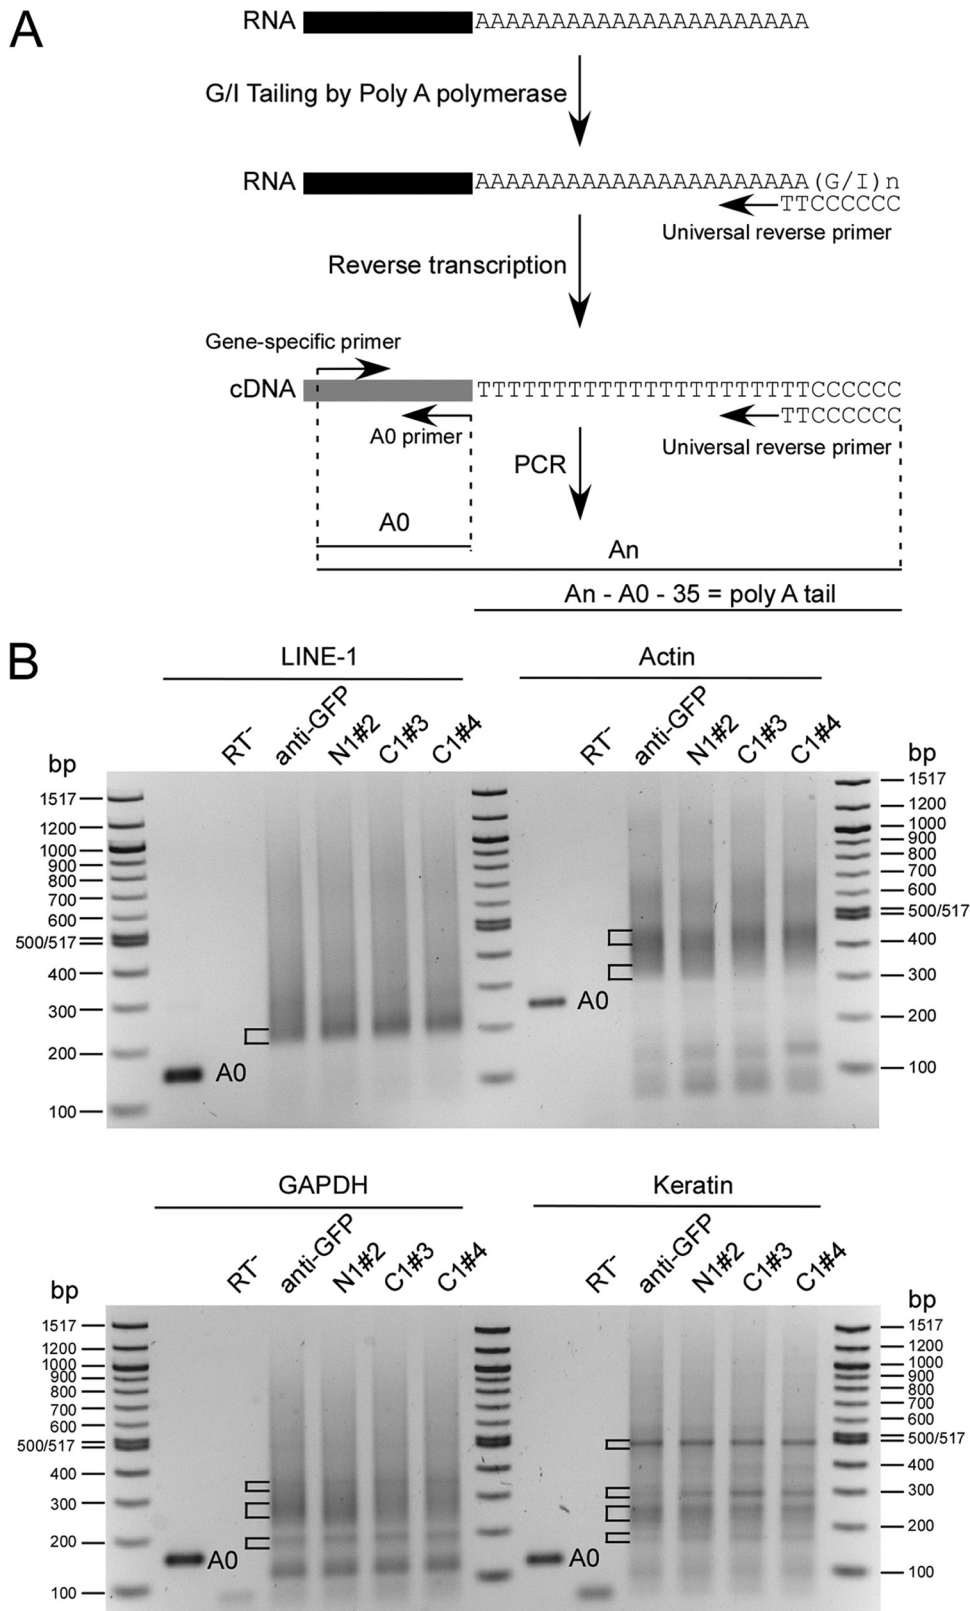 A
RNA AAAAAAAAAAAAAAAAAAAAAA
G/I Tailing by Poly A polymerase
RNA AAAAAAAAAAAAAAAAAAAAAA(G/I)n
TTCCCCCC
Universal reverse primer
Reverse transcription
Gene-specific primer
cDNA TTTTTTTTTTTTTTTTTTTTTTCCCCCC
TTCCCCCC
A0 primer
Universal reverse primer
PCR
A0
An
An - A0 - 35 = poly A tail
B
LINE-1 Actin
RT⁻ anti-GFP N1#2 C1#3 C1#4 RT⁻ anti-GFP N1#2 C1#3 C1#4
bp bp
1517 1517
1200 1200
1000 1000
900 900
800 800
700 700
600 600
500/517 500/517
400 400
300 300
200 200
100 100
A0 A0
GAPDH Keratin
RT⁻ anti-GFP N1#2 C1#3 C1#4 RT⁻ anti-GFP N1#2 C1#3 C1#4
bp bp
1517 1517
1200 1200
1000 1000
900 900
800 800
700 700
600 600
500/517 500/517
400 400
300 300
200 200
A0 A0
100 100